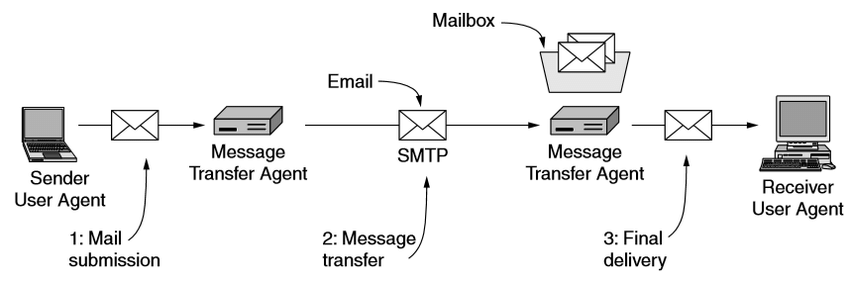 Mailbox
Email
SMTP
Message
Transfer Agent
Message
Transfer Agent
Sender
User Agent
Receiver
User Agent
1: Mail
submission
2: Message
transfer
3: Final
delivery